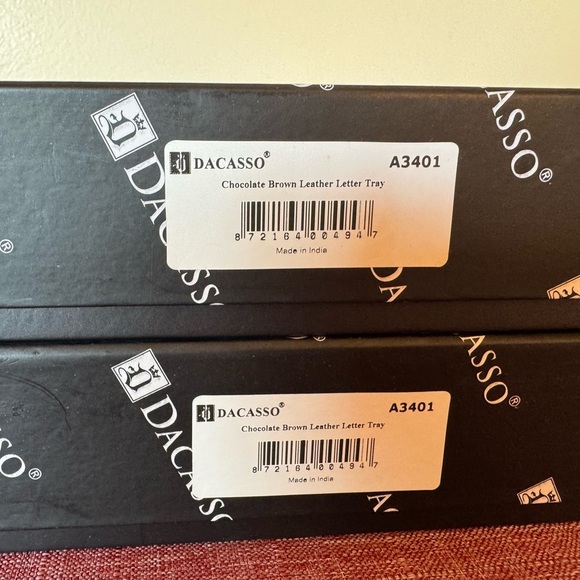 DACASSO® A3401
Chocolate Brown Leather Letter Tray
8 72164 00494 7
Made in India
DACASSO® A3401
Chocolate Brown Leather Letter Tray
8 72164 00494 7
Made in India